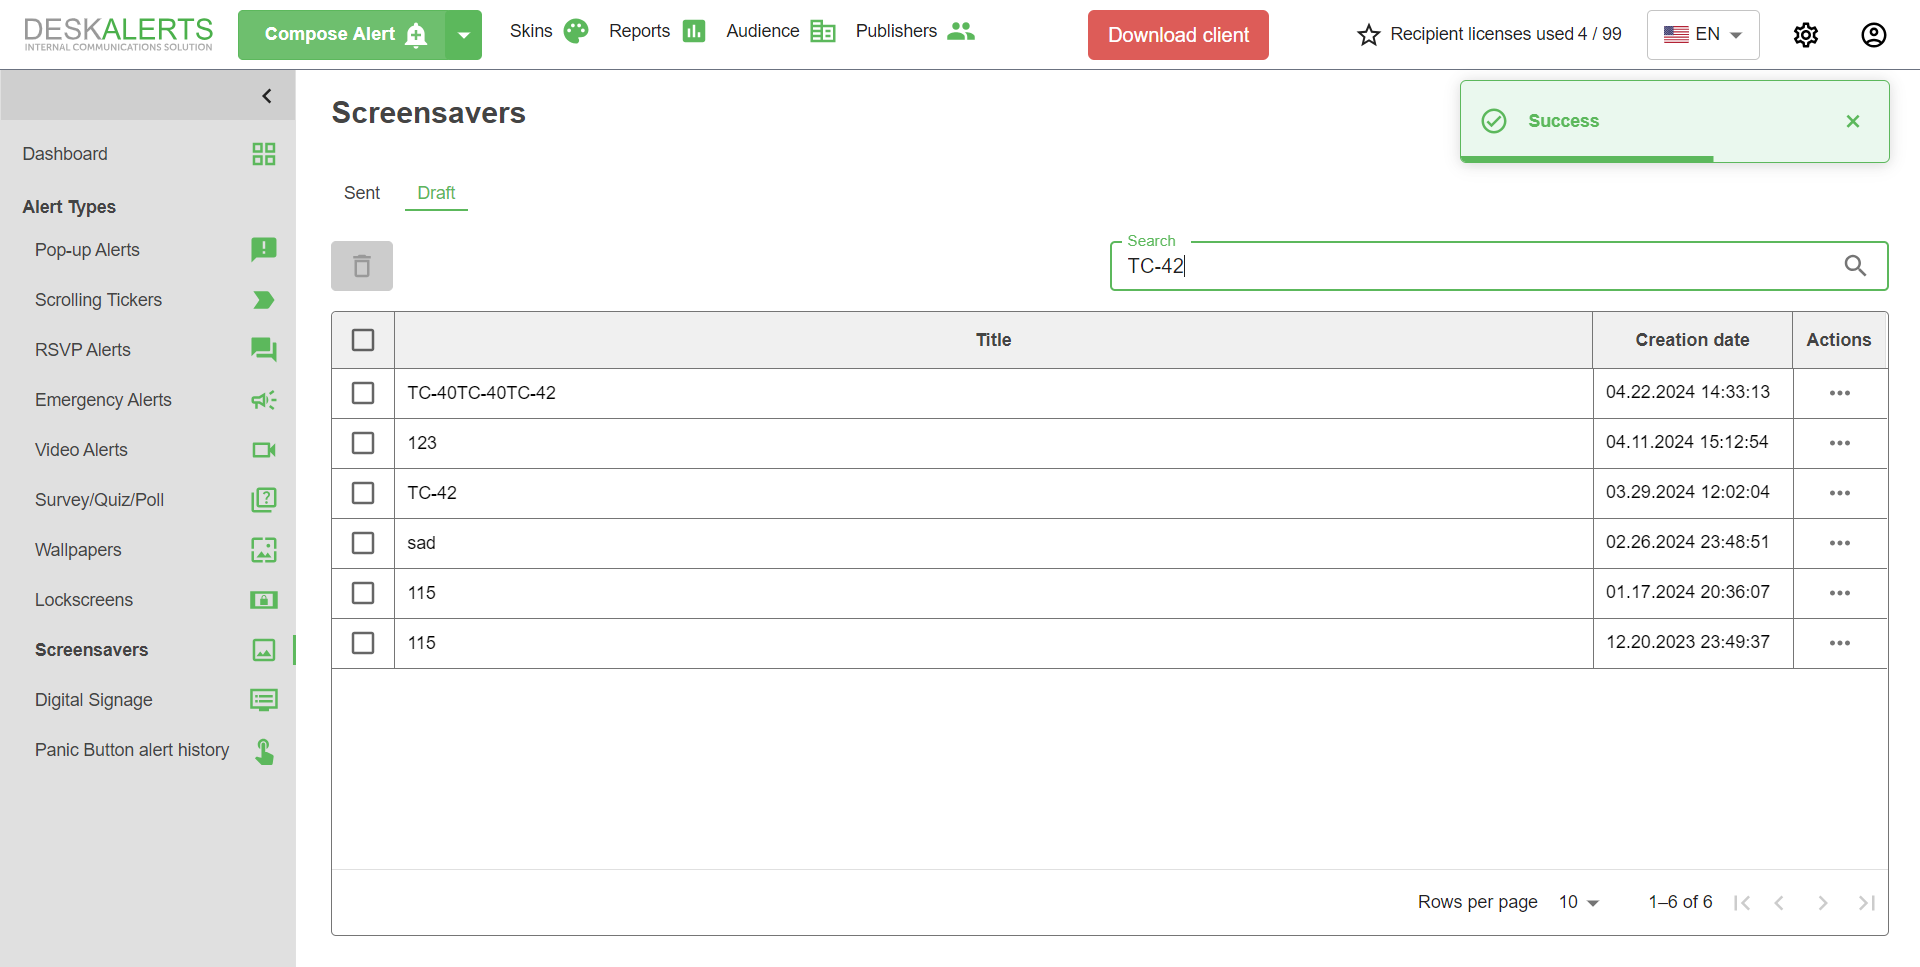 DESKALERTS
INTERNAL COMMUNICATIONS SOLUTION
Compose Alert
Skins
Reports
Audience
Publishers
Download client
Recipient licenses used 4 / 99
EN
Dashboard
Alert Types
Pop-up Alerts
Scrolling Tickers
RSVP Alerts
Emergency Alerts
Video Alerts
Survey/Quiz/Poll
Wallpapers
Lockscreens
Screensavers
Digital Signage
Panic Button alert history
Screensavers
Success
Sent
Draft
Search
TC-42
Title
Creation date
Actions
TC-40TC-40TC-42
04.22.2024 14:33:13
123
04.11.2024 15:12:54
TC-42
03.29.2024 12:02:04
sad
02.26.2024 23:48:51
115
01.17.2024 20:36:07
115
12.20.2023 23:49:37
Rows per page
10
1–6 of 6